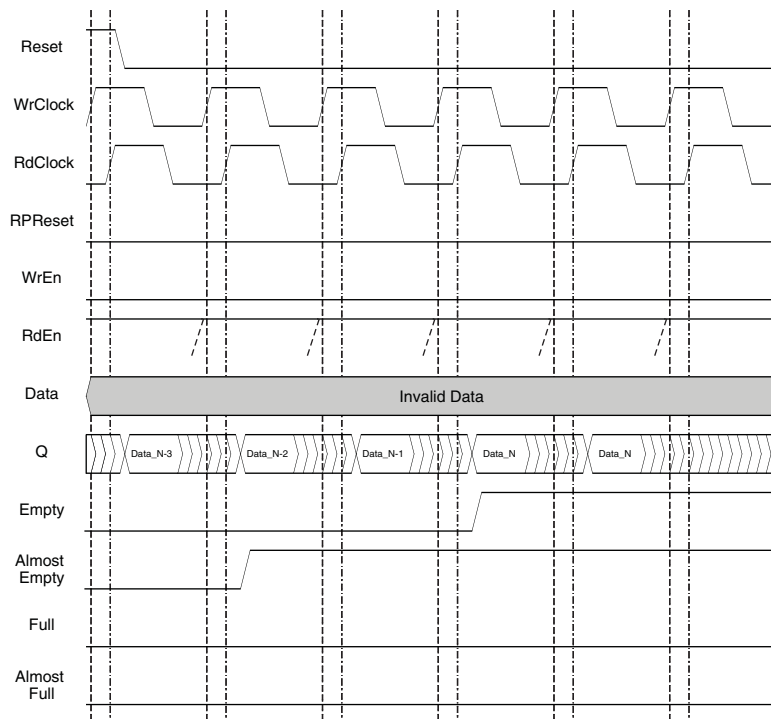 Reset
WrClock
RdClock
RPReset
WrEn
RdEn
Data
Invalid Data
Q
Data_N-3
Data_N-2
Data_N-1
Data_N
Data_N
Empty
Almost
Empty
Full
Almost
Full